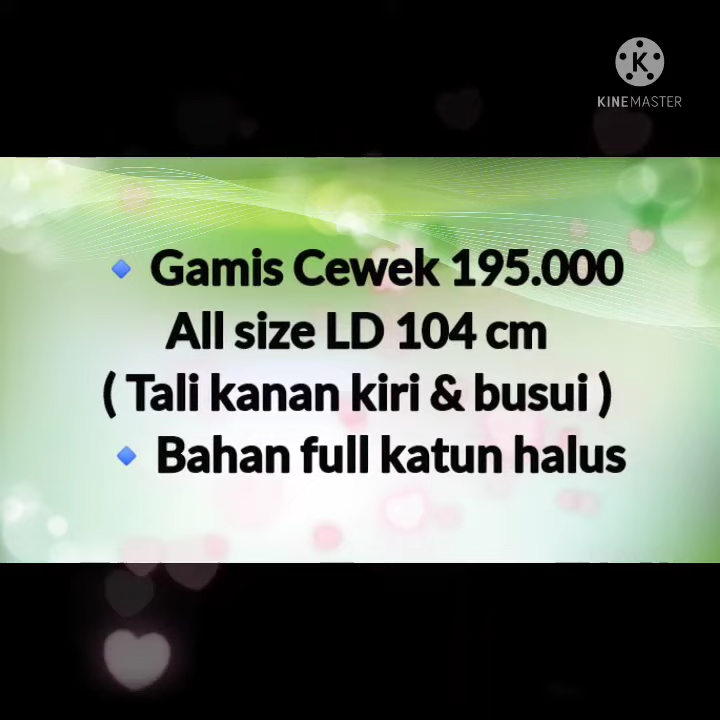 KINEMASTER
🔹 Gamis Cewek 195.000
All size LD 104 cm
( Tali kanan kiri & busui )
🔹 Bahan full katun halus